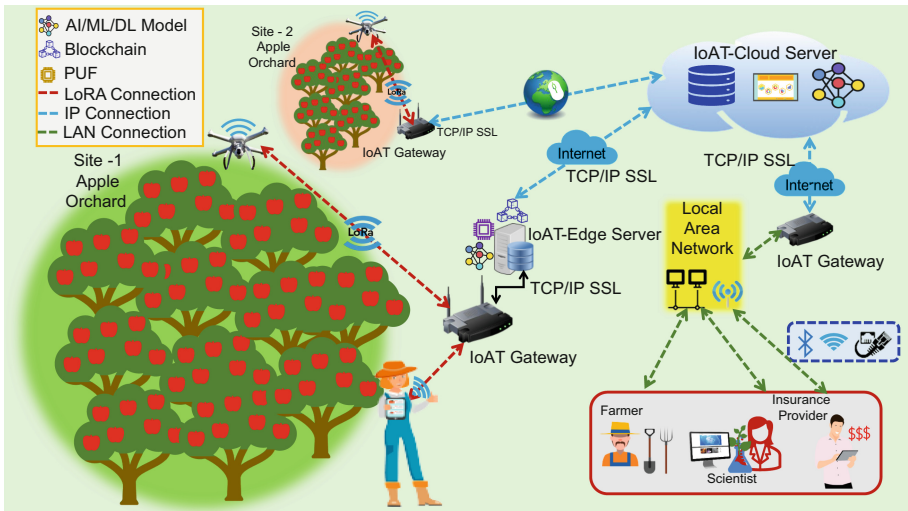 AI/ML/DL Model
Blockchain
PUF
LoRA Connection
IP Connection
LAN Connection
Site - 2
Apple
Orchard
LoRa
TCP/IP SSL
IoAT Gateway
IoAT-Cloud Server
Internet
TCP/IP SSL
TCP/IP SSL
Internet
Site -1
Apple
Orchard
LoRa
IoAT-Edge Server
TCP/IP SSL
IoAT Gateway
Local
Area
Network
IoAT Gateway
Farmer
Scientist
Insurance
Provider
$$$